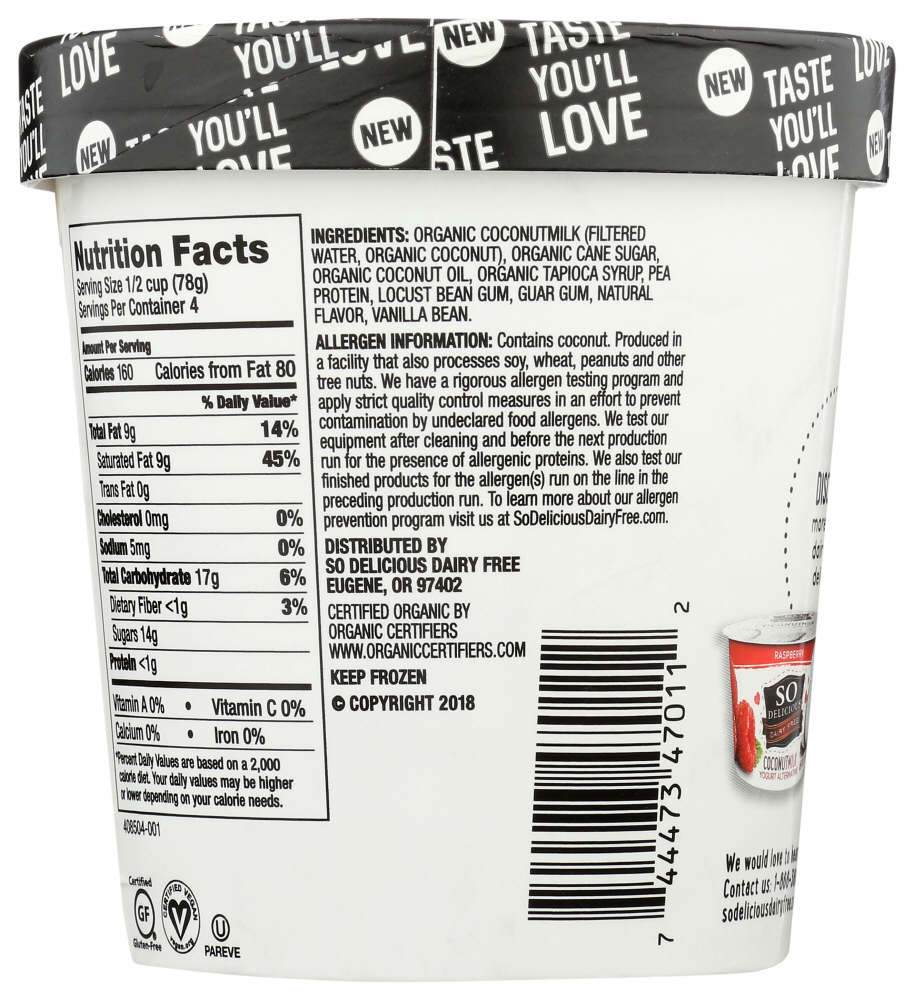 LOVE
YOU'LL
LOVE
NEW
TASTE
YOU'LL
LOVE
NEW
TASTE
YOU'LL
LOVE
NEW
YOU'LL
LOVE
NEW
NEW
Nutrition Facts
Serving Size 1/2 cup (78g)
Servings Per Container 4
Amount Per Serving
Calories 160 Calories from Fat 80
% Daily Value*
Total Fat 9g 14%
Saturated Fat 9g 45%
Trans Fat 0g
Cholesterol 0mg 0%
Sodium 5mg 0%
Total Carbohydrate 17g 6%
Dietary Fiber <1g 3%
Sugars 14g
Protein <1g
Vitamin A 0% • Vitamin C 0%
Calcium 0% • Iron 0%
*Percent Daily Values are based on a 2,000
calorie diet. Your daily values may be higher
or lower depending on your calorie needs.
408504-001
Certified
GF
Gluten-Free
CERTIFIED VEGAN
V
vegan.org
U
PAREVE
INGREDIENTS: ORGANIC COCONUTMILK (FILTERED
WATER, ORGANIC COCONUT), ORGANIC CANE SUGAR,
ORGANIC COCONUT OIL, ORGANIC TAPIOCA SYRUP, PEA
PROTEIN, LOCUST BEAN GUM, GUAR GUM, NATURAL
FLAVOR, VANILLA BEAN.
ALLERGEN INFORMATION: Contains coconut. Produced in
a facility that also processes soy, wheat, peanuts and other
tree nuts. We have a rigorous allergen testing program and
apply strict quality control measures in an effort to prevent
contamination by undeclared food allergens. We test our
equipment after cleaning and before the next production
run for the presence of allergenic proteins. We also test our
finished products for the allergen(s) run on the line in the
preceding production run. To learn more about our allergen
prevention program visit us at SoDeliciousDairyFree.com.
DISTRIBUTED BY
SO DELICIOUS DAIRY FREE
EUGENE, OR 97402
CERTIFIED ORGANIC BY
ORGANIC CERTIFIERS
WWW.ORGANICCERTIFIERS.COM
KEEP FROZEN
© COPYRIGHT 2018
7 44473 47011 2
RASPBERRY
SO
DELICIOUS
DAIRY FREE
COCONUTMILK
YOGURT ALTERNATIVE
We would love to
Contact us: 1-